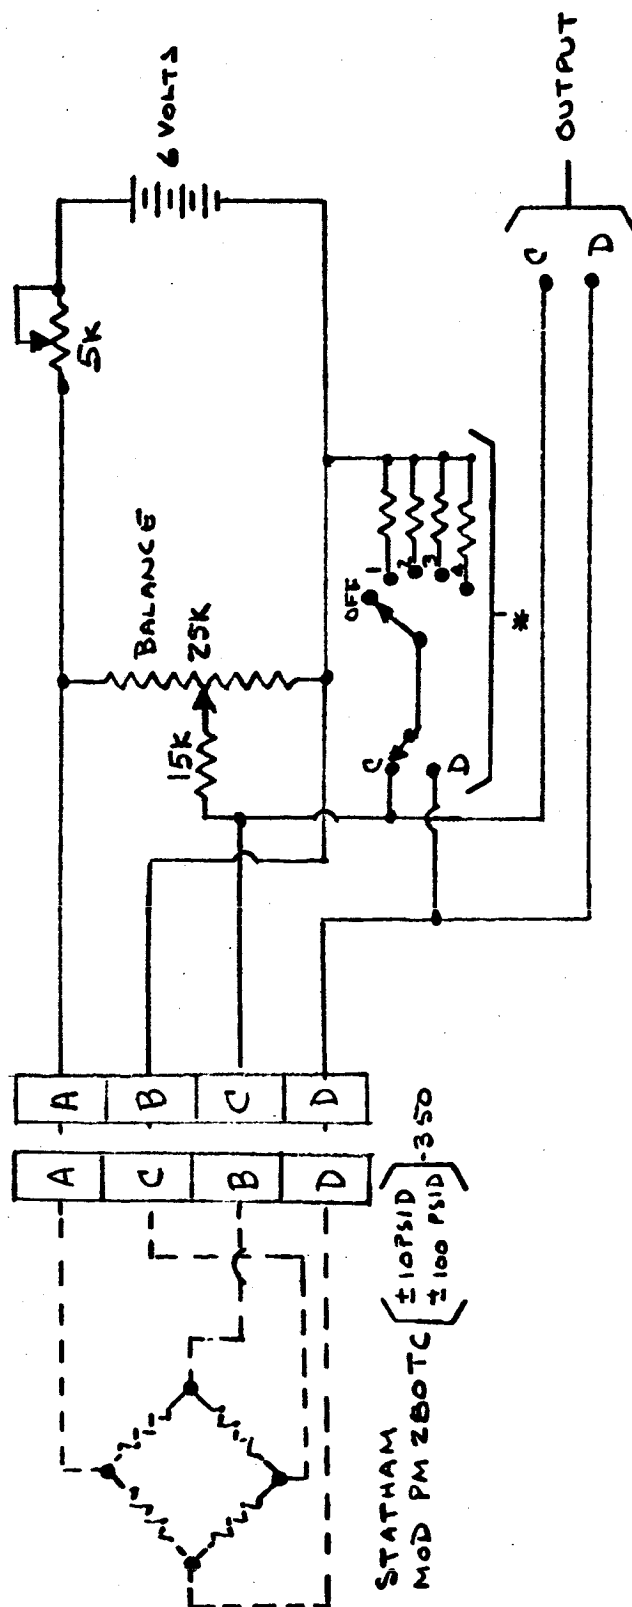 6 VOLTS
5K
BALANCE
25K
15K
OFF
1
2
3
4
C
D
*
C
D
OUTPUT
A
B
C
D
A
C
B
D
STATHAM
MOD PM 280TC (±10PSID
±100 PSID) -350